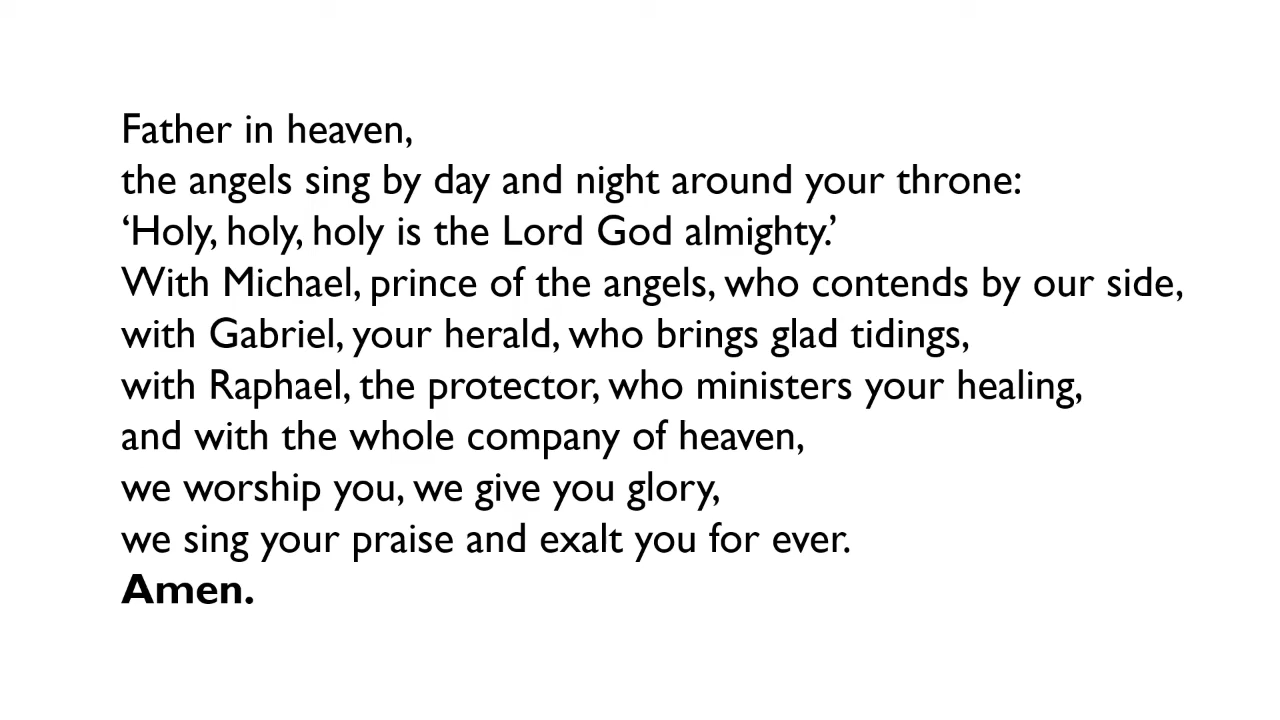 Father in heaven,
the angels sing by day and night around your throne:
‘Holy, holy, holy is the Lord God almighty.’
With Michael, prince of the angels, who contends by our side,
with Gabriel, your herald, who brings glad tidings,
with Raphael, the protector, who ministers your healing,
and with the whole company of heaven,
we worship you, we give you glory,
we sing your praise and exalt you for ever.
Amen.